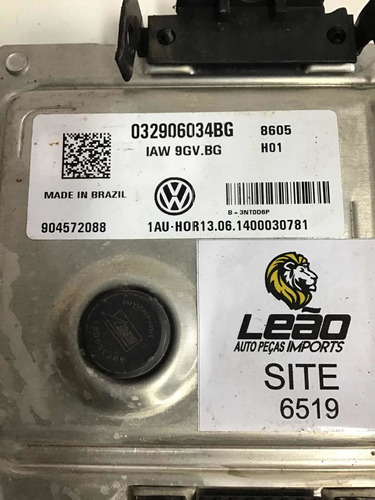 032906034BG 8605
IAW 9GV.BG H01
MADE IN BRAZIL
B+3NT0D6P
904572088 1AU-HOR13.06.1400030781
Leão
AUTO PEÇAS IMPORTS
SITE
6519